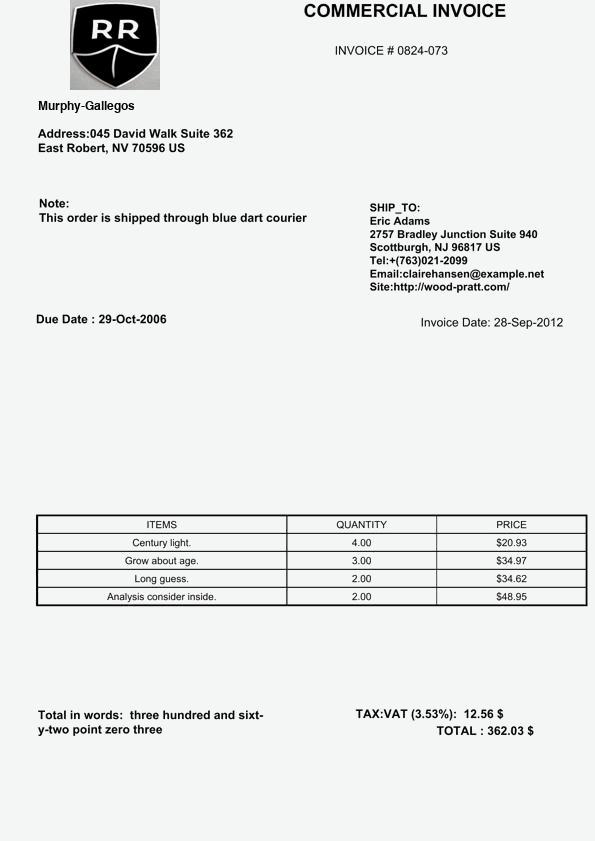 RR
COMMERCIAL INVOICE
INVOICE # 0824-073
Murphy-Gallegos
Address:045 David Walk Suite 362
East Robert, NV 70596 US
Note:
This order is shipped through blue dart courier
SHIP_TO:
Eric Adams
2757 Bradley Junction Suite 940
Scottburgh, NJ 96817 US
Tel:+(763)021-2099
Email:clairehansen@example.net
Site:http://wood-pratt.com/
Due Date : 29-Oct-2006
Invoice Date: 28-Sep-2012
ITEMS QUANTITY PRICE
Century light. 4.00 $20.93
Grow about age. 3.00 $34.97
Long guess. 2.00 $34.62
Analysis consider inside. 2.00 $48.95
Total in words:  three hundred and sixt-
y-two point zero three
TAX:VAT (3.53%):  12.56 $
TOTAL : 362.03 $